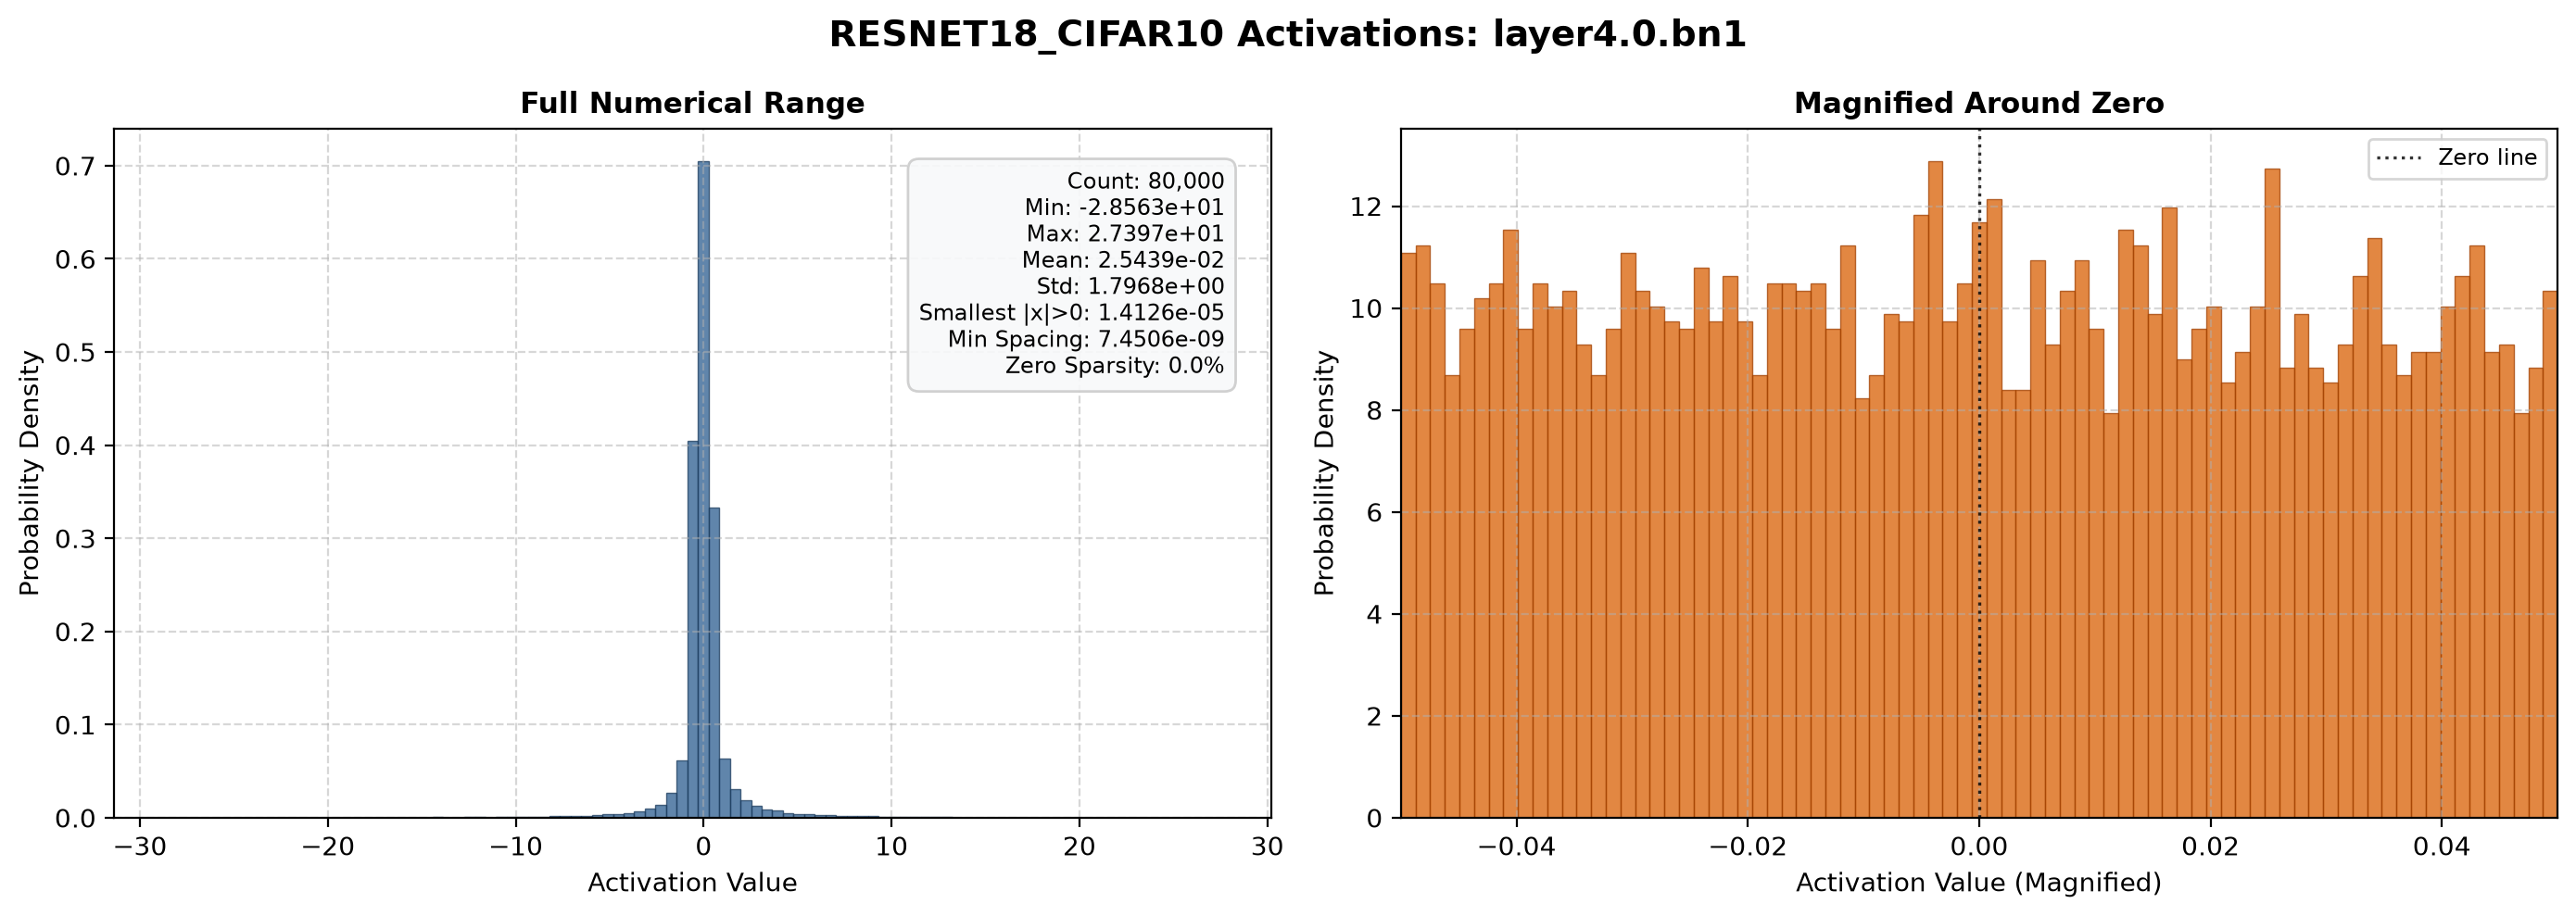 RESNET18_CIFAR10 Activations: layer4.0.bn1
Full Numerical Range
Probability Density
0.7
0.6
0.5
0.4
0.3
0.2
0.1
0.0
Count: 80,000
Min: -2.8563e+01
Max: 2.7397e+01
Mean: 2.5439e-02
Std: 1.7968e+00
Smallest |x|>0: 1.4126e-05
Min Spacing: 7.4506e-09
Zero Sparsity: 0.0%
−30 −20 −10 0 10 20 30
Activation Value
Magnified Around Zero
Probability Density
12
10
8
6
4
2
0
Zero line
−0.04 −0.02 0.00 0.02 0.04
Activation Value (Magnified)